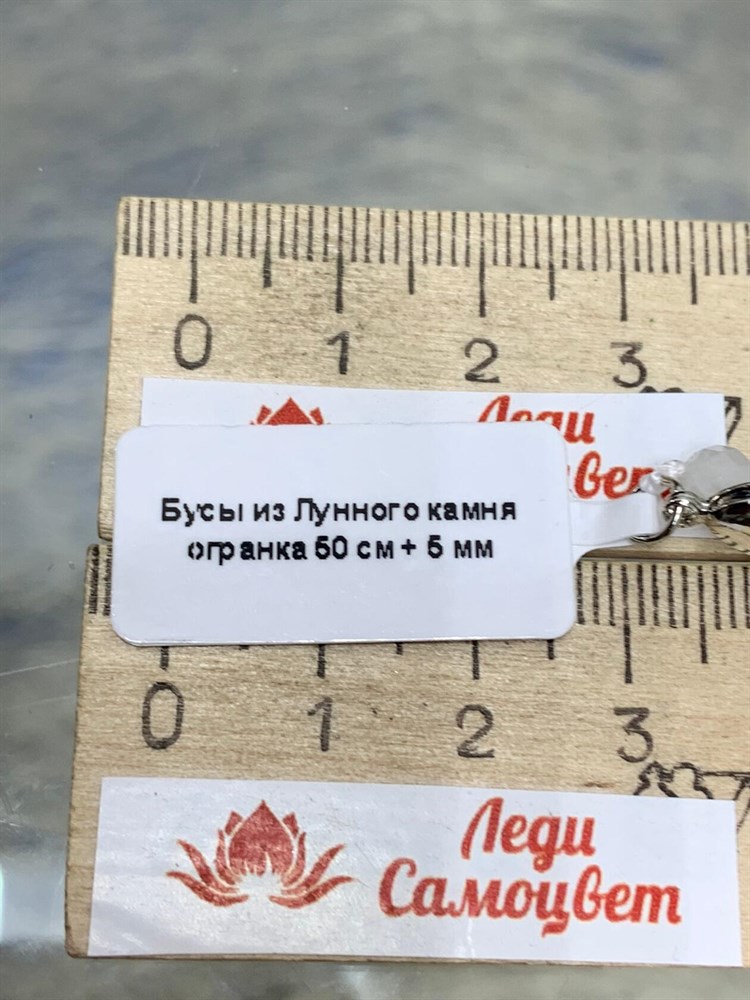 0 1 2 3
Леди
Самоцвет
Бусы из Лунного камня
огранка 50 см + 5 мм
0 1 2 3
Леди
Самоцвет